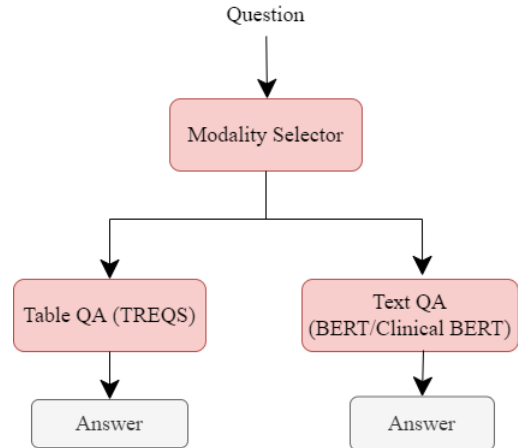 Question
Modality Selector
Table QA (TREQS)
Text QA
(BERT/Clinical BERT)
Answer
Answer